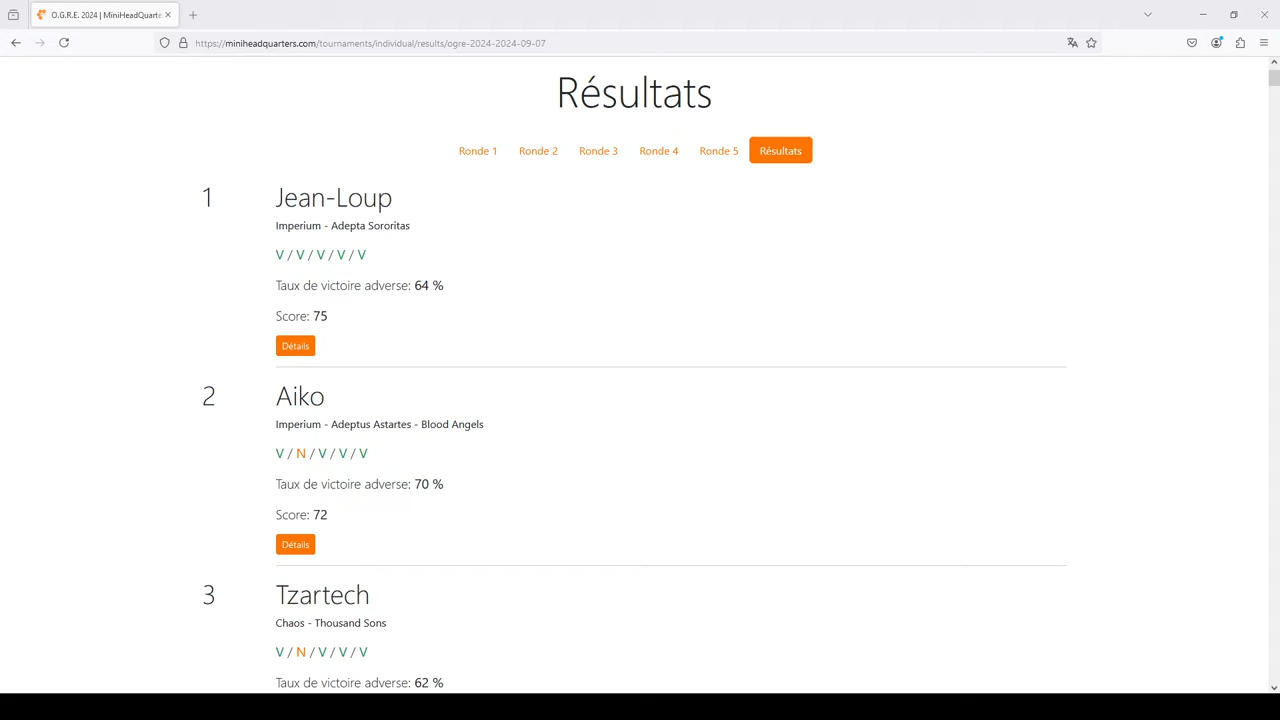 O.G.R.E. 2024 | MiniHeadQuarte
https://miniheadquarters.com/tournaments/individual/results/ogre-2024-2024-09-07
Résultats
Ronde 1 Ronde 2 Ronde 3 Ronde 4 Ronde 5 Résultats
1 Jean-Loup
Imperium - Adepta Sororitas
V / V / V / V / V
Taux de victoire adverse: 64 %
Score: 75
Détails
2 Aiko
Imperium - Adeptus Astartes - Blood Angels
V / N / V / V / V
Taux de victoire adverse: 70 %
Score: 72
Détails
3 Tzartech
Chaos - Thousand Sons
V / N / V / V / V
Taux de victoire adverse: 62 %